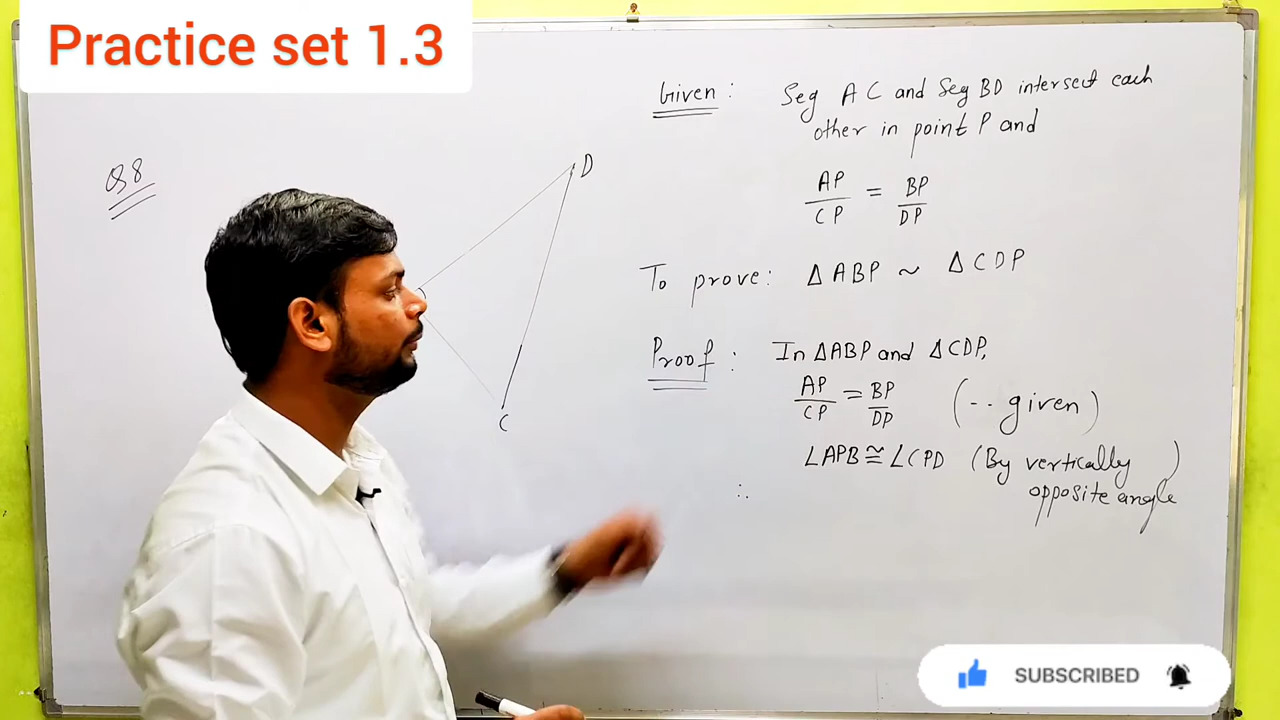 Practice set 1.3
Q8
D
C
Given : Seg AC and Seg BD intersect each
other in point P and
AP/CP = BP/DP
To prove: ΔABP ~ ΔCDP
Proof : In ΔABP and ΔCDP,
AP/CP = BP/DP (-- given)
∠APB ≅ ∠CPD (By vertically
opposite angle)
∴
SUBSCRIBED